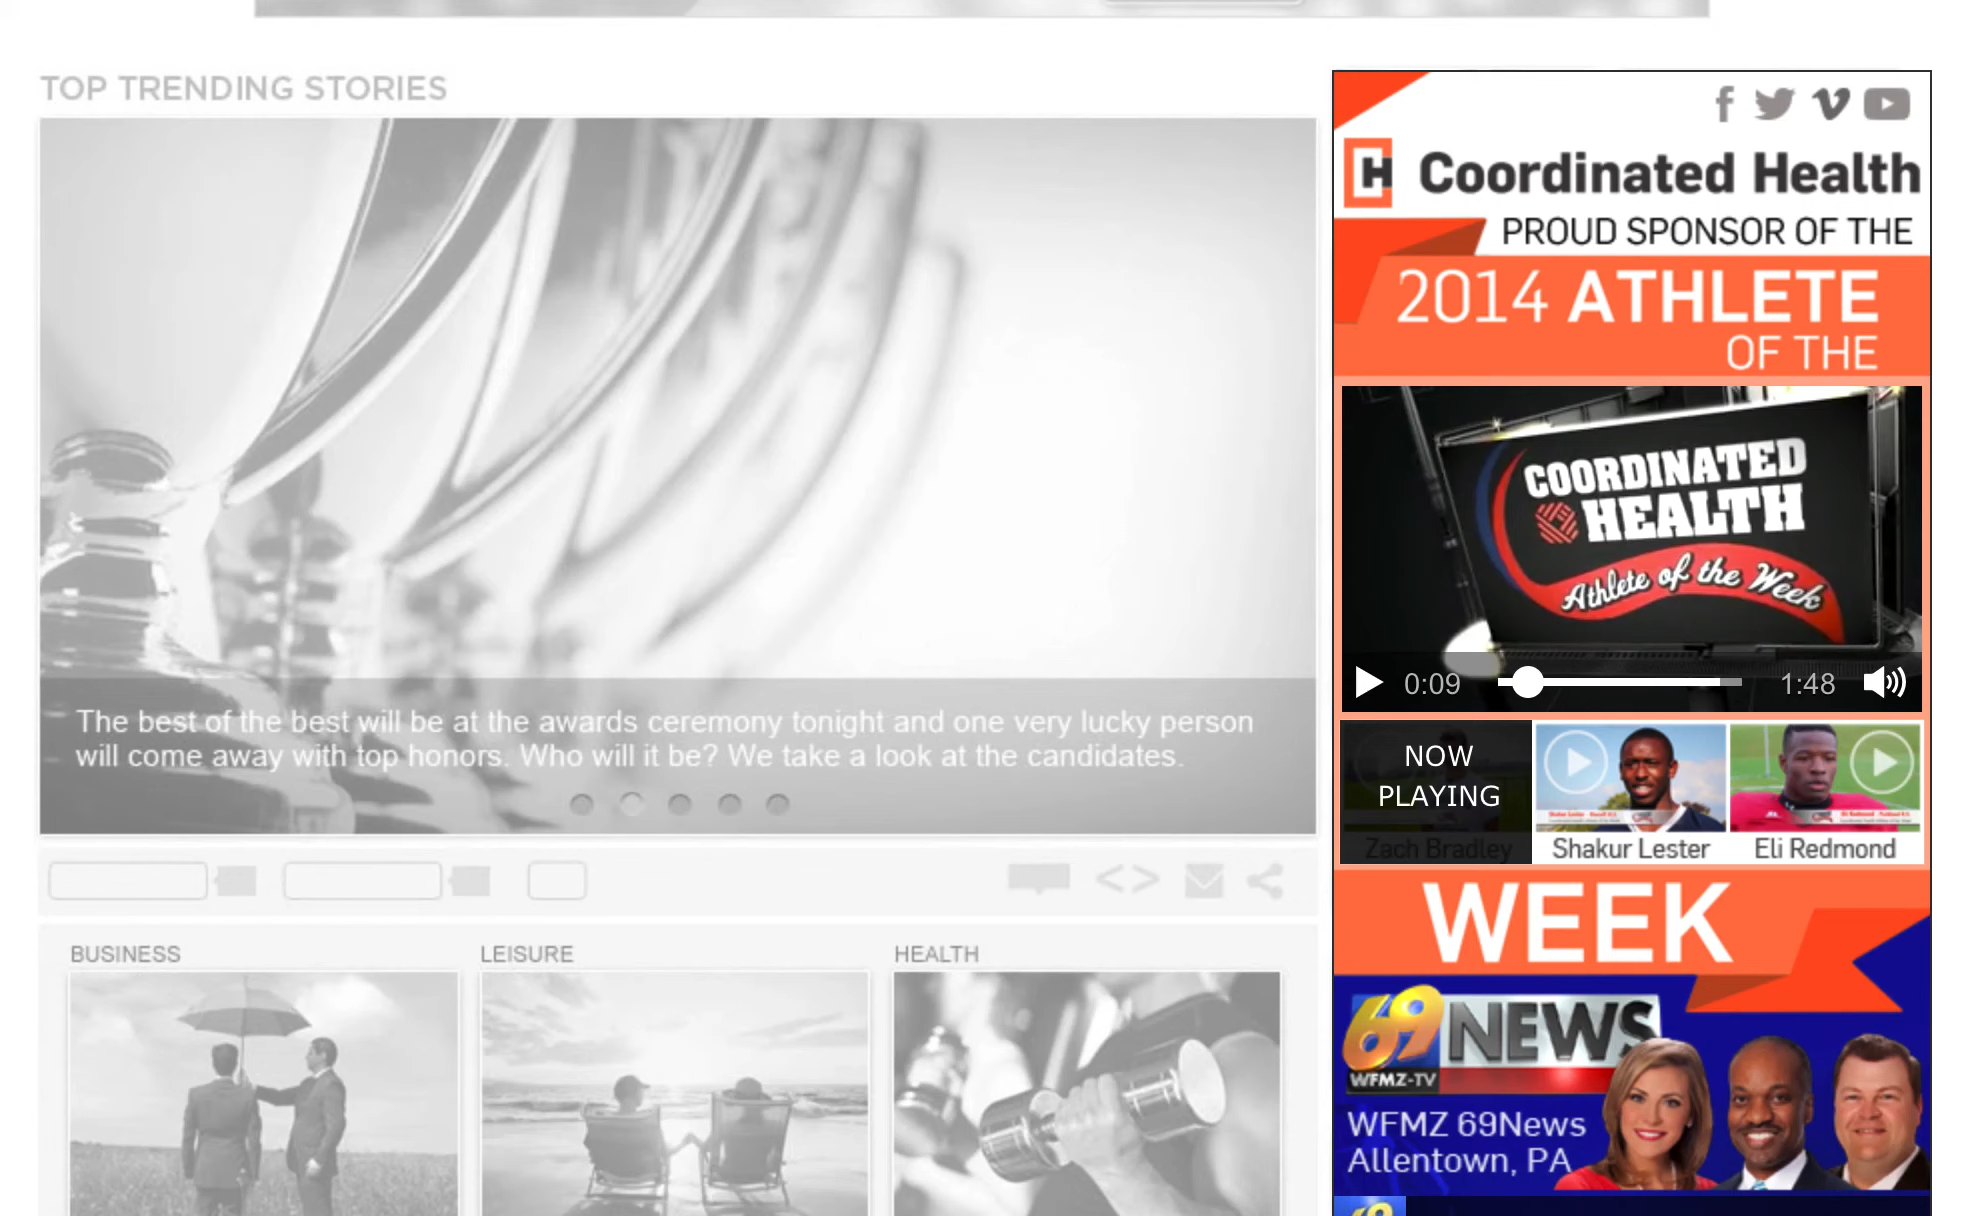 TOP TRENDING STORIES
The best of the best will be at the awards ceremony tonight and one very lucky person
will come away with top honors. Who will it be? We take a look at the candidates.
BUSINESS
LEISURE
HEALTH
Coordinated Health
PROUD SPONSOR OF THE
2014 ATHLETE
OF THE
COORDINATED
HEALTH
Athlete of the Week
0:09
1:48
NOW
PLAYING
Zach Bradley
Shakur Lester
Eli Redmond
WEEK
69 NEWS
WFMZ-TV
WFMZ 69News
Allentown, PA